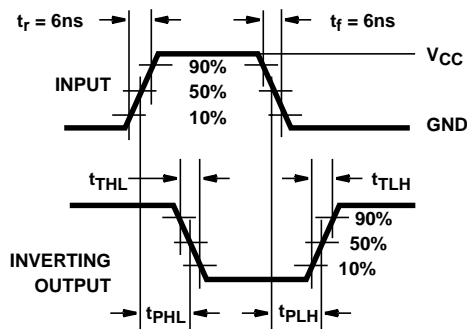 tr = 6ns
tf = 6ns
VCC
90%
INPUT
50%
10%
GND
tTHL
tTLH
90%
50%
INVERTING
OUTPUT
10%
tPHL
tPLH